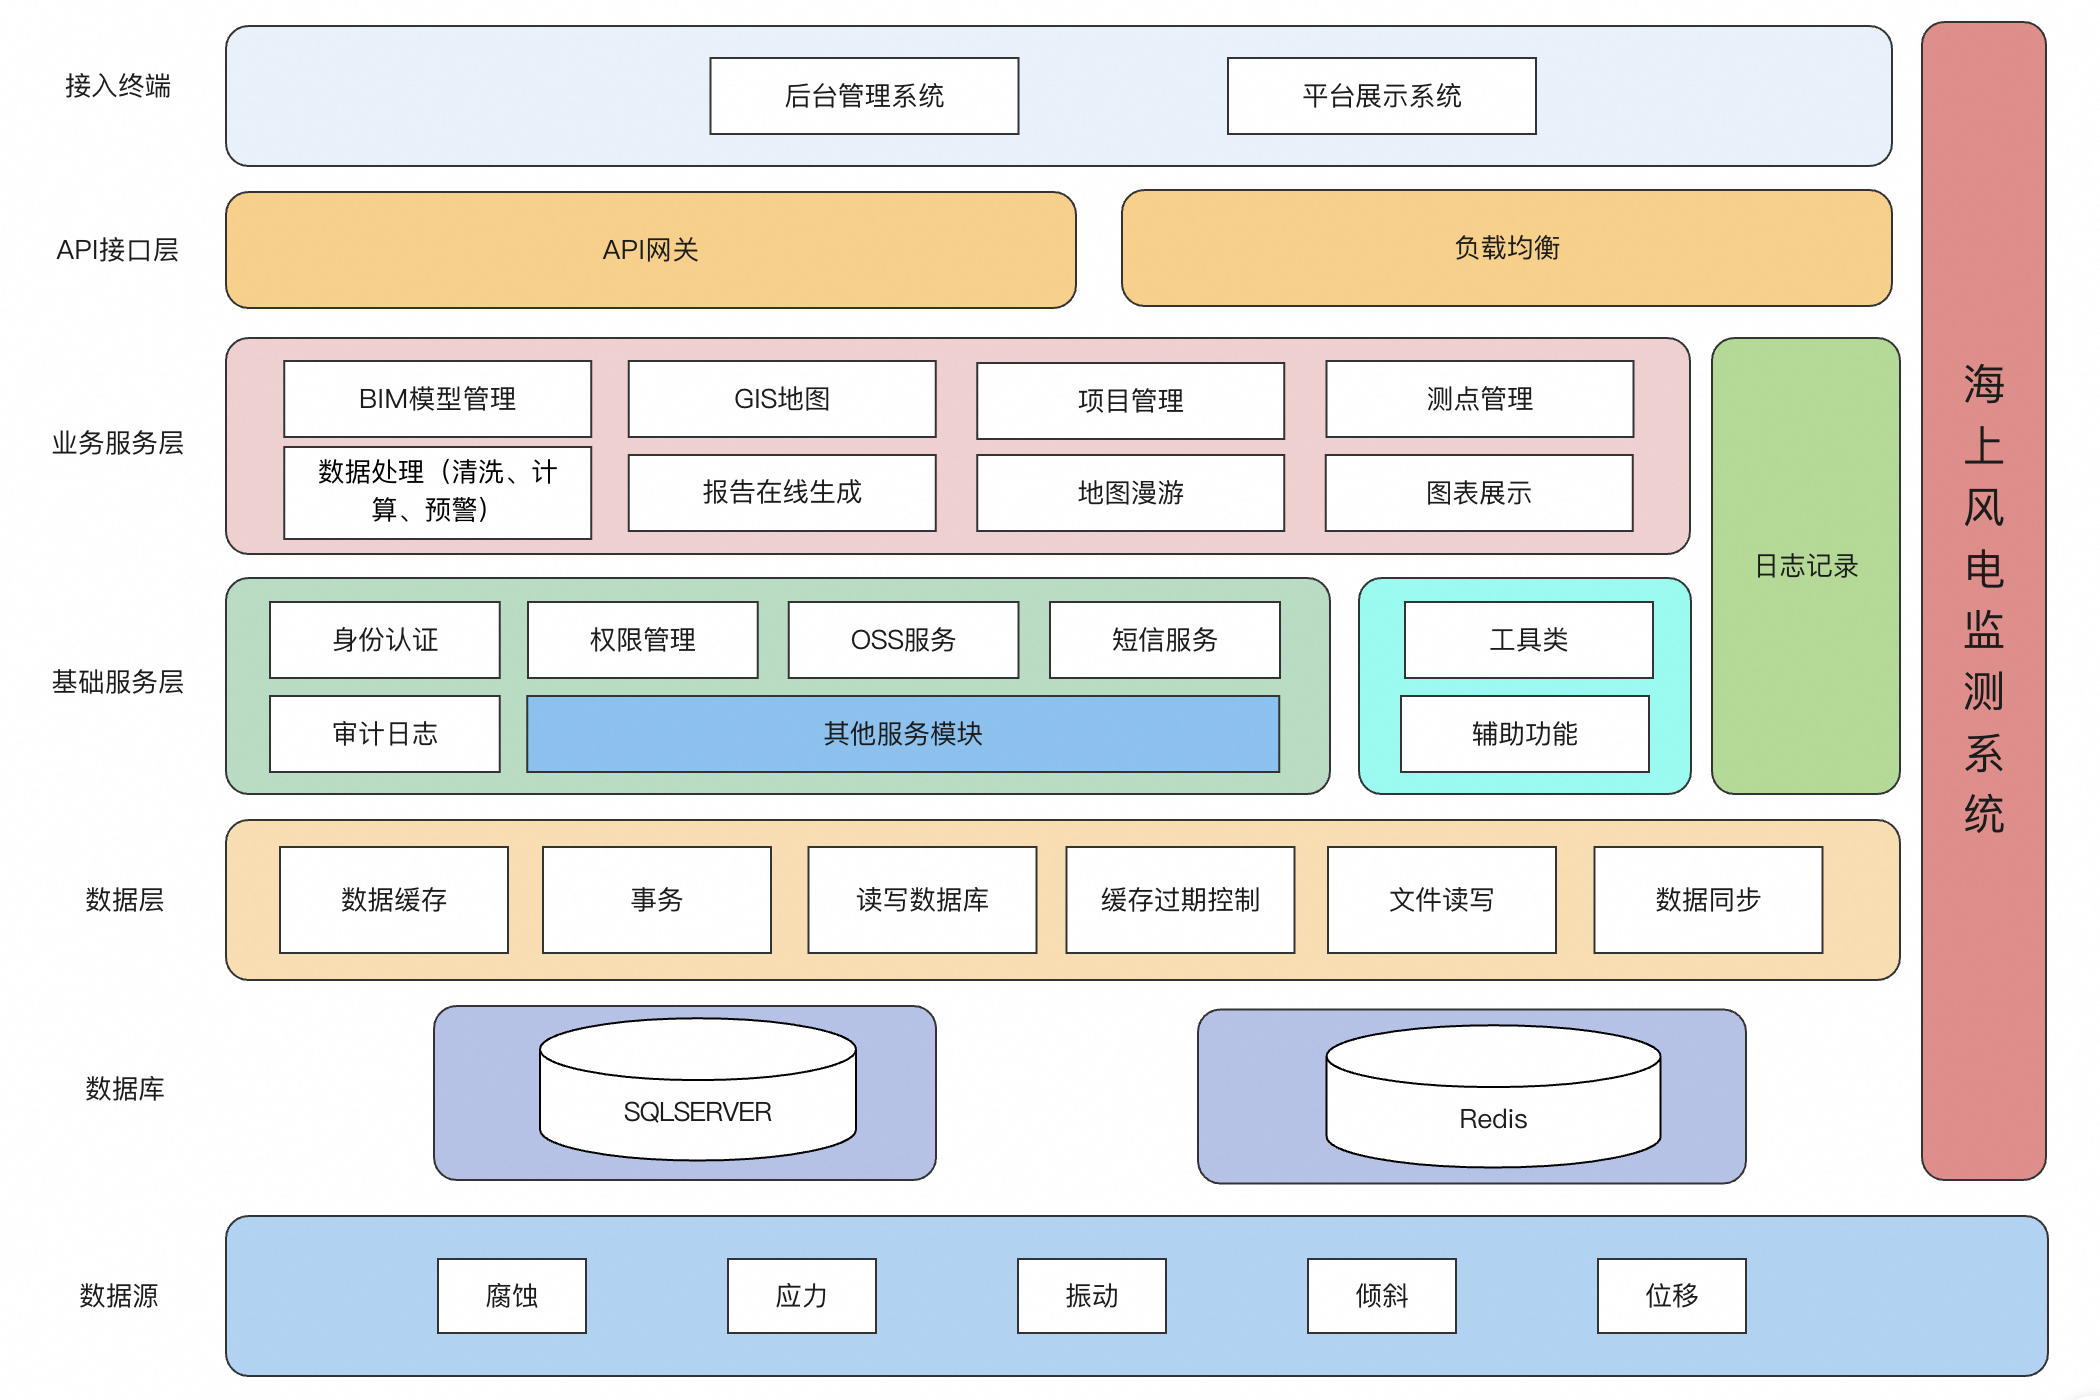 接入终端
后台管理系统
平台展示系统
API接口层
API网关
负载均衡
业务服务层
BIM模型管理
GIS地图
项目管理
测点管理
数据处理（清洗、计
算、预警）
报告在线生成
地图漫游
图表展示
日志记录
基础服务层
身份认证
权限管理
OSS服务
短信服务
工具类
审计日志
其他服务模块
辅助功能
数据层
数据缓存
事务
读写数据库
缓存过期控制
文件读写
数据同步
数据库
SQLSERVER
Redis
数据源
腐蚀
应力
振动
倾斜
位移
海上风电监测系统